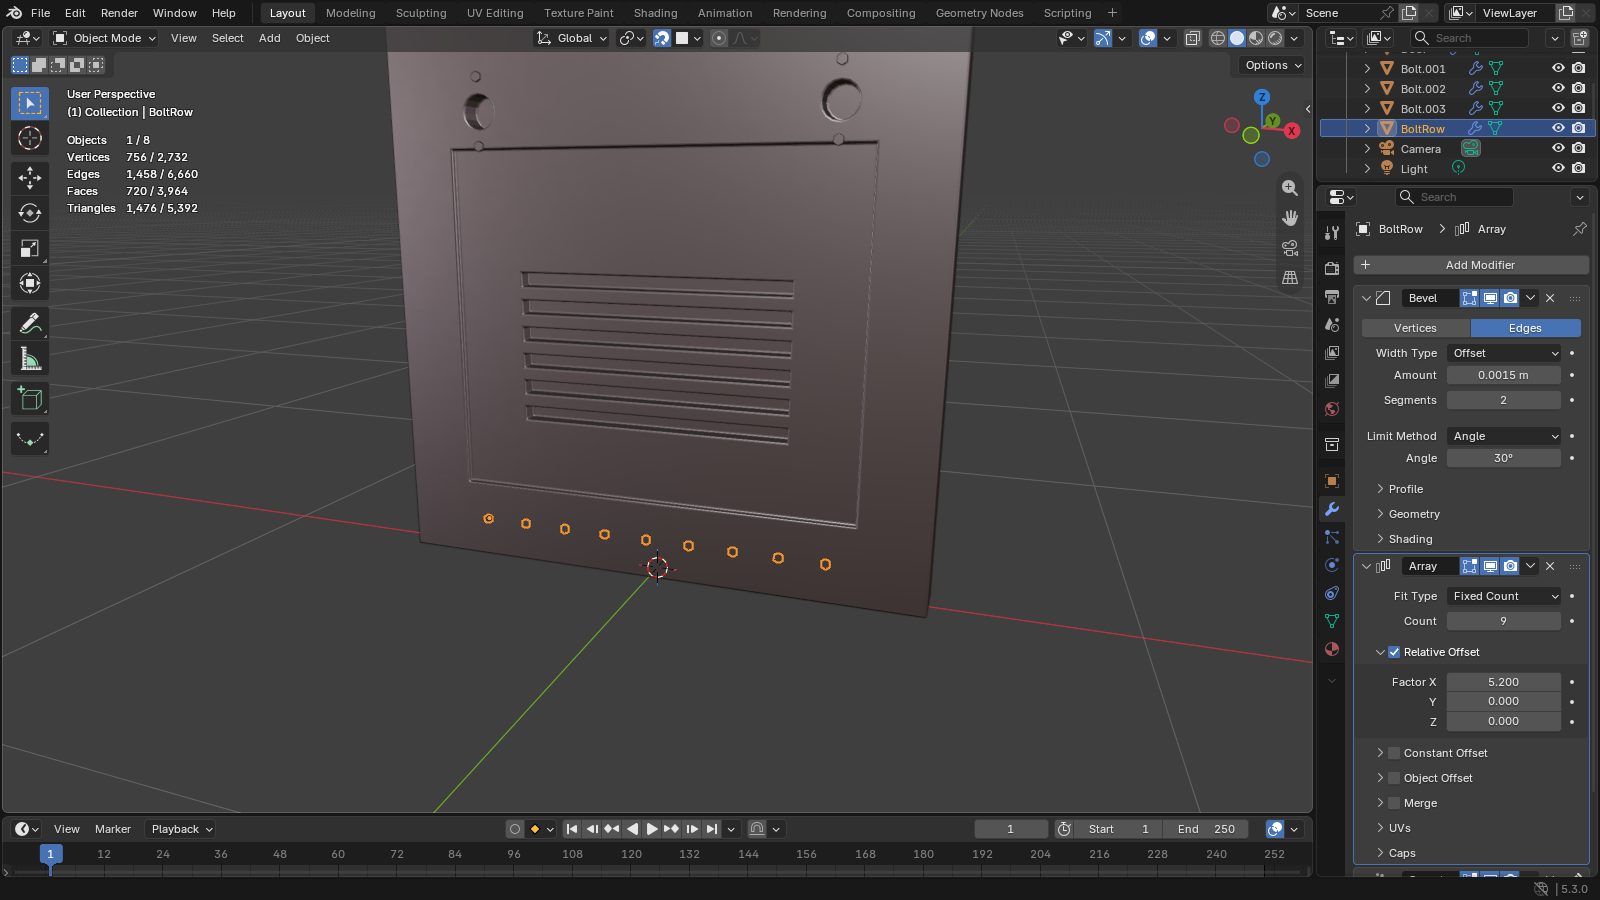 File Edit Render Window Help Layout Modeling Sculpting UV Editing Texture Paint Shading Animation Rendering Compositing Geometry Nodes Scripting Scene ViewLayer
Object Mode View Select Add Object Global Search
Options
User Perspective
(1) Collection | BoltRow
Objects 1 / 8
Vertices 756 / 2,732
Edges 1,458 / 6,660
Faces 720 / 3,964
Triangles 1,476 / 5,392
Z
Y
X
Bolt.001
Bolt.002
Bolt.003
BoltRow
Camera
Light
Search
BoltRow Array
Add Modifier
Bevel
Vertices Edges
Width Type Offset
Amount 0.0015 m
Segments 2
Limit Method Angle
Angle 30°
Profile
Geometry
Shading
Array
Fit Type Fixed Count
Count 9
Relative Offset
Factor X 5.200
Y 0.000
Z 0.000
Constant Offset
Object Offset
Merge
UVs
Caps
View Marker Playback 1 Start 1 End 250
1 12 24 36 48 60 72 84 96 108 120 132 144 156 168 180 192 204 216 228 240 252
5.3.0